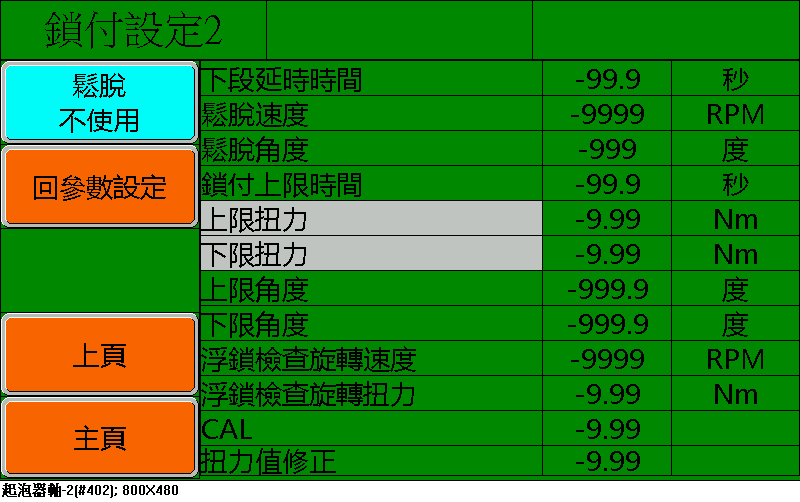 鎖付設定2
鬆脫
不使用
回參數設定
上頁
主頁
下段延時時間 -99.9 秒
鬆脫速度 -9999 RPM
鬆脫角度 -999 度
鎖付上限時間 -99.9 秒
上限扭力 -9.99 Nm
下限扭力 -9.99 Nm
上限角度 -999.9 度
下限角度 -999.9 度
浮鎖檢查旋轉速度 -9999 RPM
浮鎖檢查旋轉扭力 -9.99 Nm
CAL -9.99
扭力值修正 -9.99
起泡器軸-2(#402); 800X480